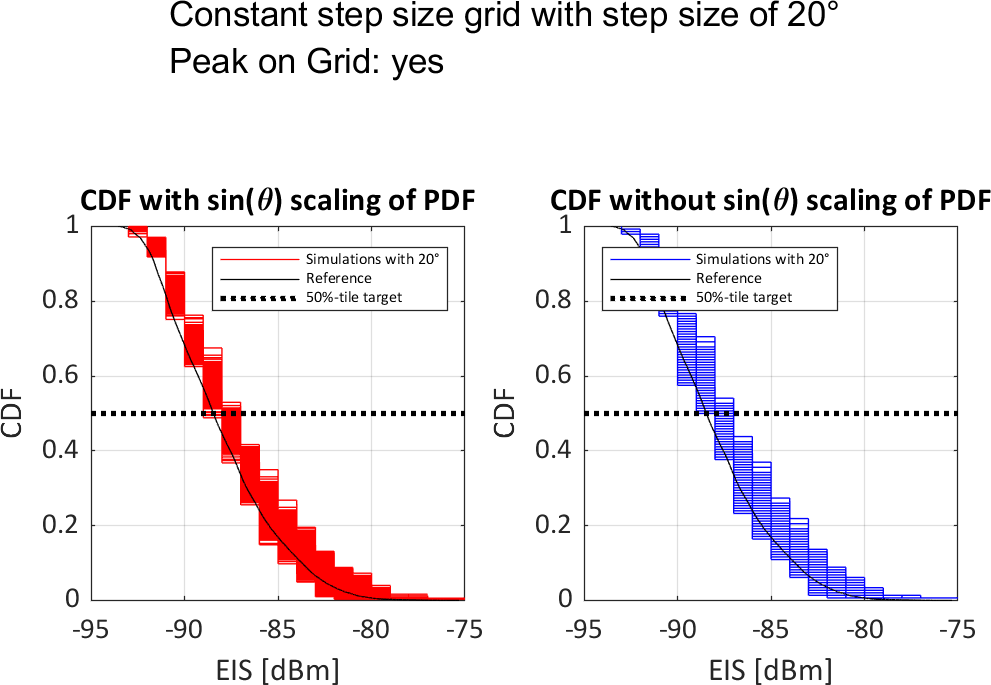 Constant step size grid with step size of 20°
Peak on Grid: yes
CDF with sin(θ) scaling of PDF
Simulations with 20°
Reference
50%-tile target
1
0.8
0.6
0.4
0.2
0
CDF
-95
-90
-85
-80
-75
EIS [dBm]
CDF without sin(θ) scaling of PDF
Simulations with 20°
Reference
50%-tile target
1
0.8
0.6
0.4
0.2
0
CDF
-95
-90
-85
-80
-75
EIS [dBm]